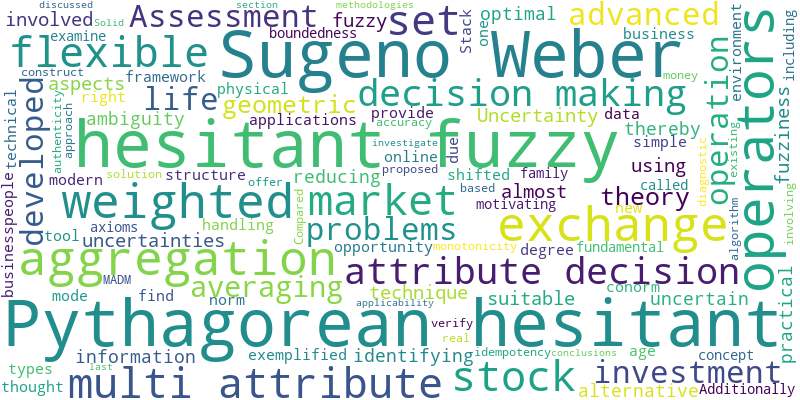 discussed
section
methodologies
involved
Solid
Assessment
set
Stack
one
optimal
advanced
examine
boundedness
fuzzy
business
operators
environment
including
flexible
Sugeno Weber
construct
framework
developed
technical
aspects
physical
life
decision making
operation
right
geometric
authenticity
approach
ambiguity
applications
provide
Uncertainty
data
thereby
fuzziness
accuracy
hesitant fuzzy
due
simple
investigate
online
existing
diagnostic
solution
structure
reducing
proposed
shifted
family
using
theory
modern
offer
based
called
businesspeople
weighted
market
almost
motivating
new
algorithm
involving
axioms
handling
Compared
problems
exchange
tool
uncertainties
opportunity
monotonicity
degree
fundamental
aggregation
attribute decision
MADM
averaging
technique
conorm
mode
find
norm
suitable
uncertain
practical
applicability
Pythagorean hesitant
verify
real
information
exemplified
identifying
idempotency
conclusions
age
concept
types
last
multi attribute
stock
investment
thought
alternative
Additionally
money